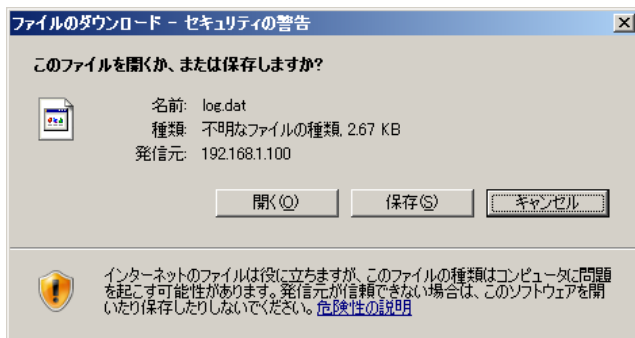 ファイルのダウンロード - セキュリティの警告
このファイルを開くか、または保存しますか?
名前: log.dat
種類: 不明なファイルの種類, 2.67 KB
発信元: 192.168.1.100
開く(O) 保存(S) キャンセル
インターネットのファイルは役に立ちますが、このファイルの種類はコンピュータに問題
を起こす可能性があります。発信元が信頼できない場合は、このソフトウェアを開
いたり保存したりしないでください。危険性の説明